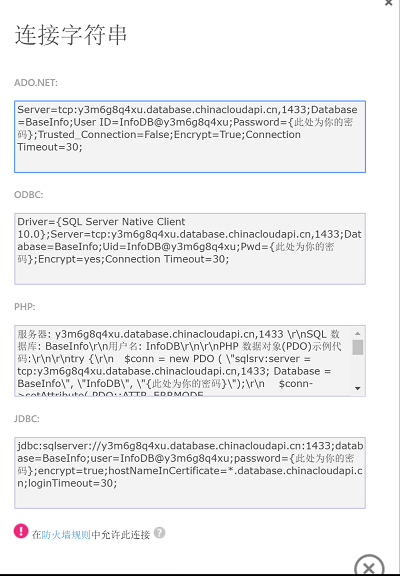 连接字符串
ADO.NET:
Server=tcp:y3m6g8q4xu.database.chinacloudapi.cn,1433;Database
=BaseInfo;User ID=InfoDB@y3m6g8q4xu;Password={此处为你的密
码};Trusted_Connection=False;Encrypt=True;Connection
Timeout=30;
ODBC:
Driver={SQL Server Native Client
10.0};Server=tcp:y3m6g8q4xu.database.chinacloudapi.cn,1433;Dat
abase=BaseInfo;Uid=InfoDB@y3m6g8q4xu;Pwd={此处为你的密
码};Encrypt=yes;Connection Timeout=30;
PHP:
服务器: y3m6g8q4xu.database.chinacloudapi.cn,1433 \r\nSQL 数
据库: BaseInfo\r\n用户名: InfoDB\r\n\r\nPHP 数据对象(PDO)示例代
码:\r\n\r\ntry {\r\n   $conn = new PDO ( \"sqlsrv:server =
tcp:y3m6g8q4xu.database.chinacloudapi.cn,1433; Database =
BaseInfo\", \"InfoDB\", \"{此处为你的密码}\");\r\n    $conn-
>setAttribute( PDO::ATTR_ERRMODE
JDBC:
jdbc:sqlserver://y3m6g8q4xu.database.chinacloudapi.cn:1433;datab
ase=BaseInfo;user=InfoDB@y3m6g8q4xu;password={此处为你的密
码};encrypt=true;hostNameInCertificate=*.database.chinacloudapi.c
n;loginTimeout=30;
在防火墙规则中允许此连接